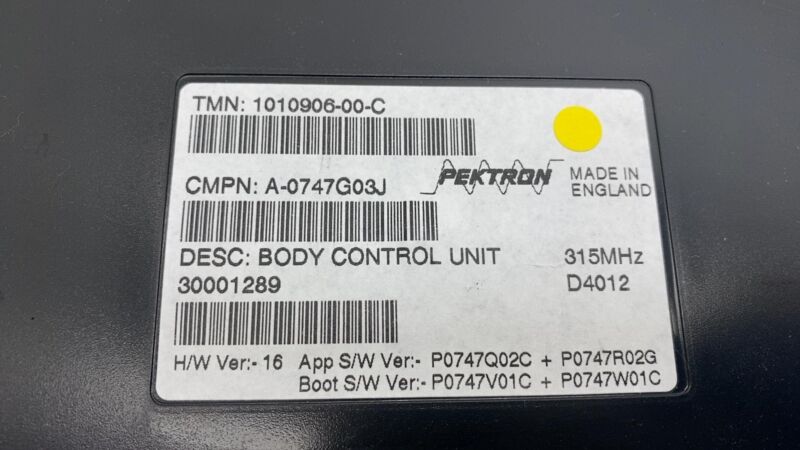 TMN: 1010906-00-C
CMPN: A-0747G03J
PEKTRON
MADE IN
ENGLAND
DESC: BODY CONTROL UNIT 315MHz
30001289 D4012
H/W Ver:- 16 App S/W Ver:- P0747Q02C + P0747R02G
Boot S/W Ver:- P0747V01C + P0747W01C